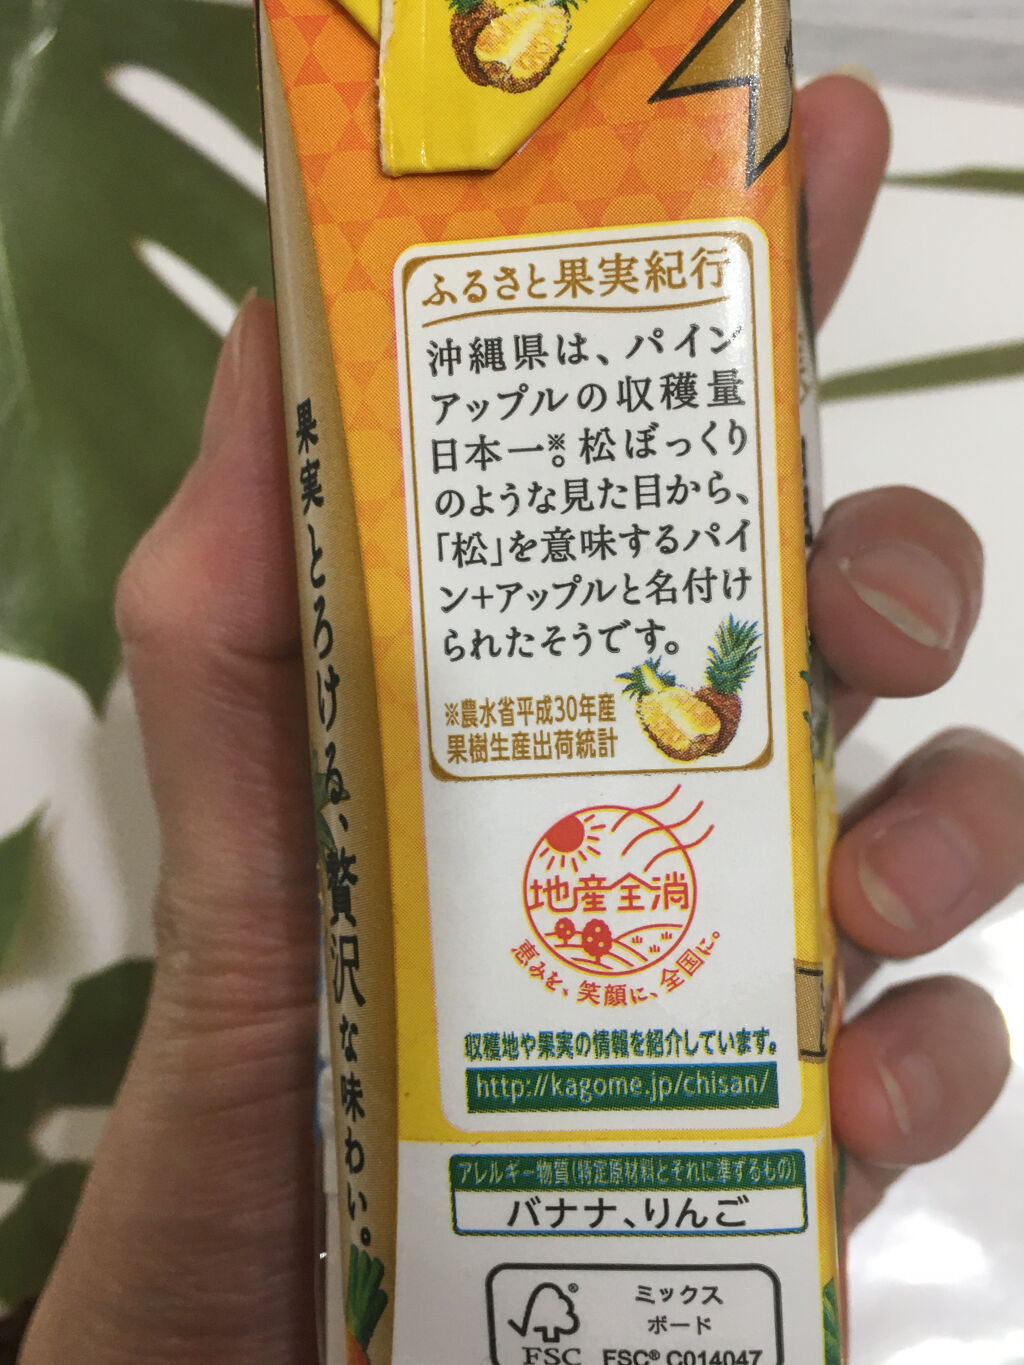 ふるさと果実紀行
沖縄県は、パイン
アップルの収穫量
日本一※。松ぼっくり
のような見た目から、
「松」を意味するパイ
ン+アップルと名付け
られたそうです。
※農水省平成30年産
果樹生産出荷統計
地産全消
恵みを、笑顔に、全国に。
収穫地や果実の情報を紹介しています。
http://kagome.jp/chisan/
アレルギー物質(特定原材料とそれに準ずるもの)
バナナ、りんご
ミックス
ボード
FSC
FSC® C014047
果実とろける、贅沢な味わい。